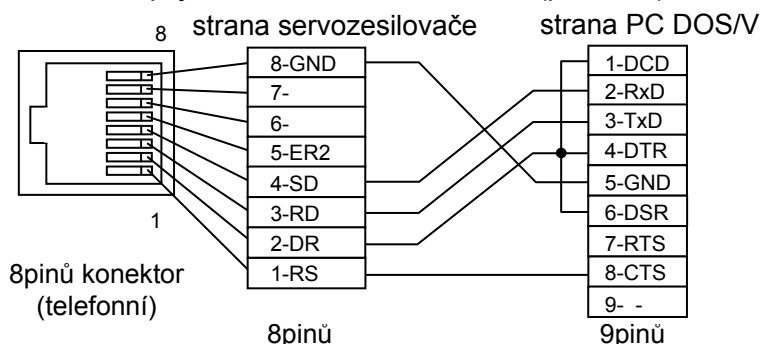 8
strana servozesilovače
strana PC DOS/V
8-GND
7-
6-
5-ER2
4-SD
3-RD
2-DR
1-RS
1-DCD
2-RxD
3-TxD
4-DTR
5-GND
6-DSR
7-RTS
8-CTS
9- -
1
8pinů konektor
(telefonní)
8pinů
9pinů